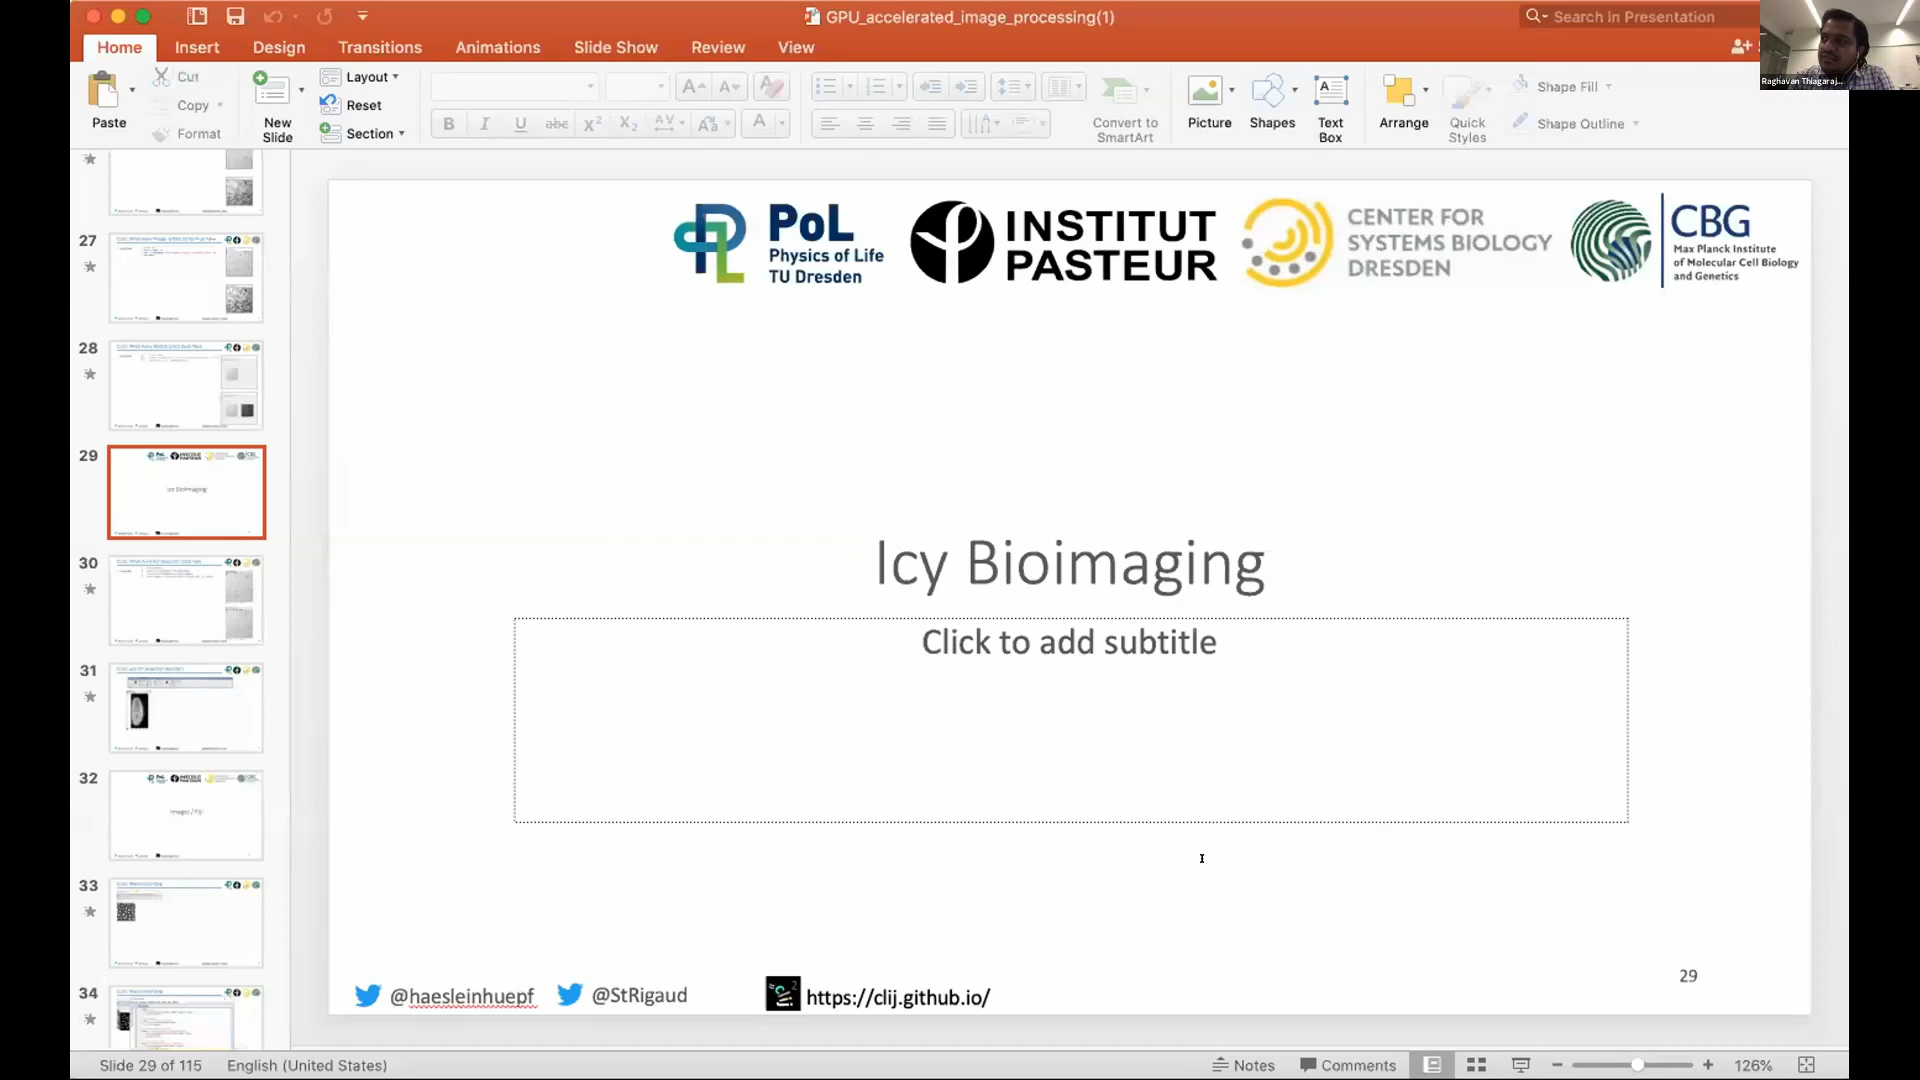 GPU_accelerated_image_processing(1)
Search in Presentation
Home
Insert
Design
Transitions
Animations
Slide Show
Review
View
Raghavan Thiagaraj...
Paste
Cut
Copy
Format
New
Slide
Layout
Reset
Section
Convert to
SmartArt
Picture
Shapes
Text
Box
Arrange
Quick
Styles
Shape Fill
Shape Outline
27
28
29
Icy Bioimaging
30
31
32
33
34
PoL
Physics of Life
TU Dresden
INSTITUT
PASTEUR
CENTER FOR
SYSTEMS BIOLOGY
DRESDEN
CBG
Max Planck Institute
of Molecular Cell Biology
and Genetics
Icy Bioimaging
Click to add subtitle
@haesleinhuepf
@StRigaud
https://clij.github.io/
29
Slide 29 of 115
English (United States)
Notes
Comments
126%